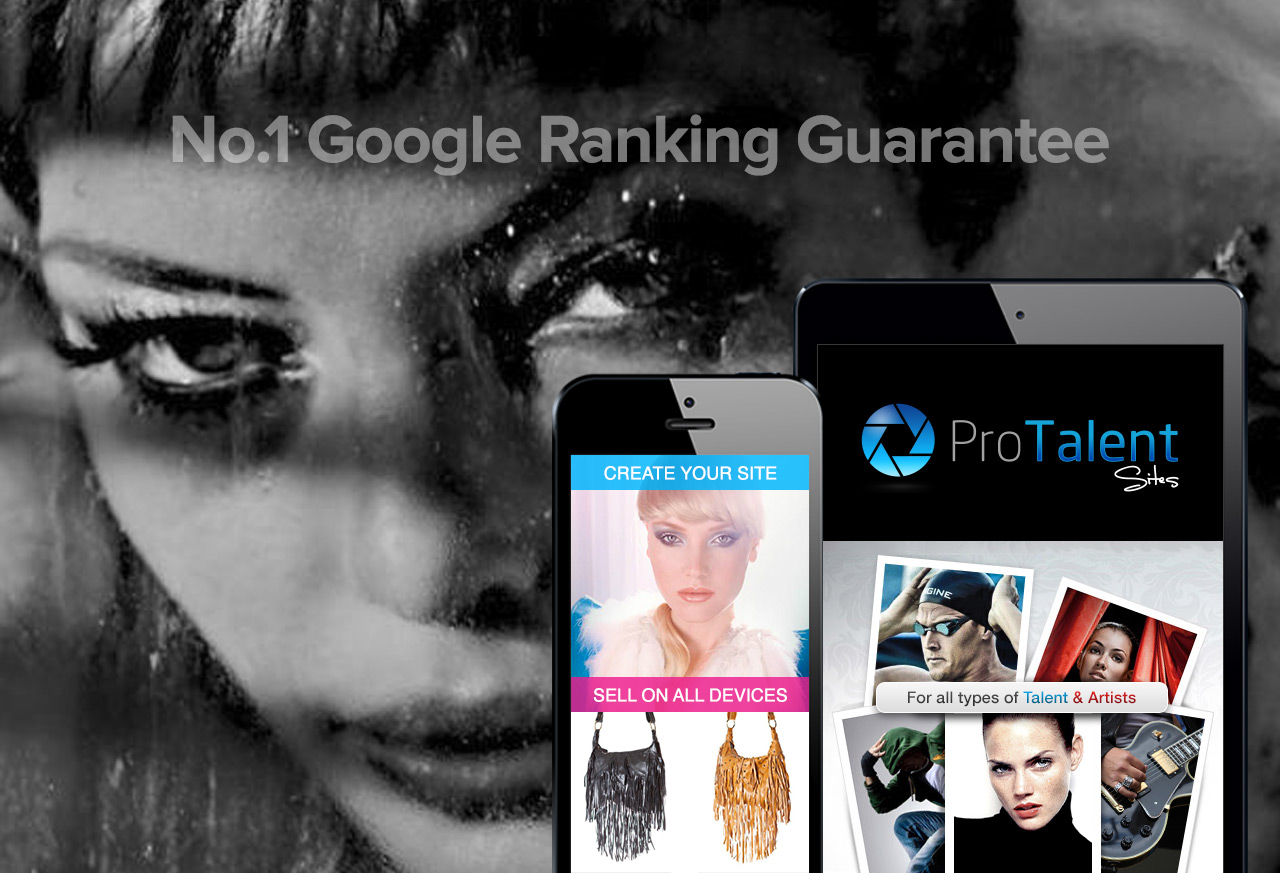 No.1 Google Ranking Guarantee
CREATE YOUR SITE
SELL ON ALL DEVICES
ProTalent
Sites
GINE
For all types of Talent & Artists